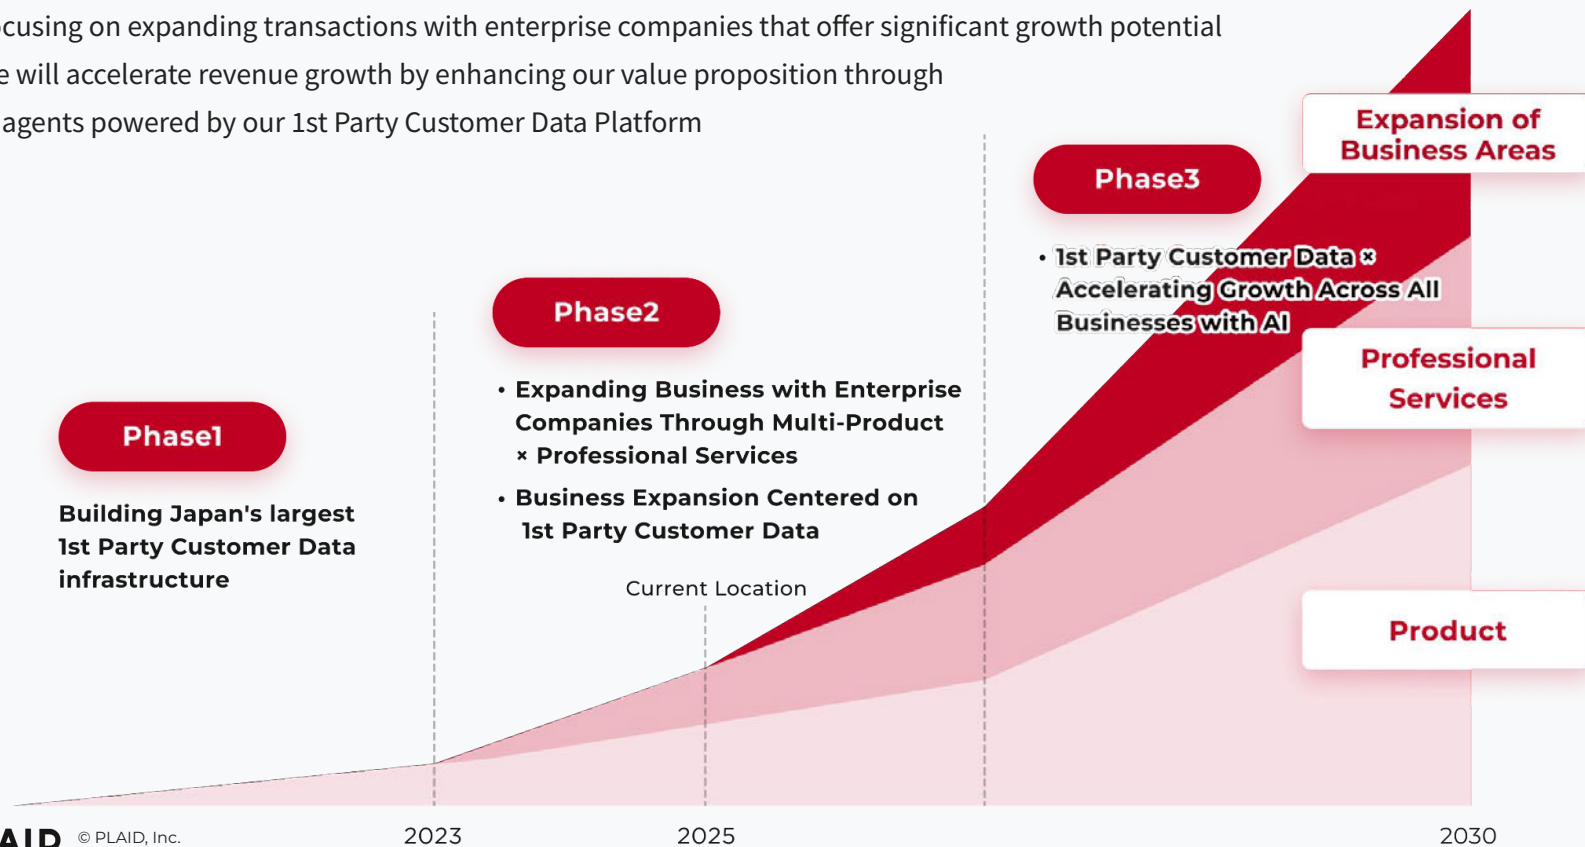 cusing on expanding transactions with enterprise companies that offer significant growth potential
will accelerate revenue growth by enhancing our value proposition through
agents powered by our 1st Party Customer Data Platform
Phase1
Building Japan's largest
1st Party Customer Data
infrastructure
Phase2
• Expanding Business with Enterprise
Companies Through Multi-Product
× Professional Services
• Business Expansion Centered on
1st Party Customer Data
Current Location
Phase3
• 1st Party Customer Data ×
Accelerating Growth Across All
Businesses with AI
Expansion of
Business Areas
Professional
Services
Product
2023
2025
2030
AID © PLAID, Inc.